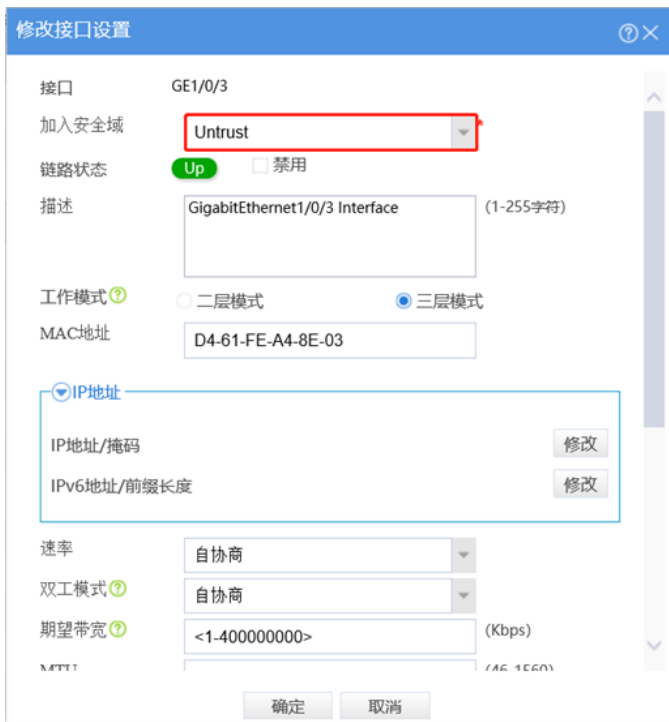 修改接口设置
接口 GE1/0/3
加入安全域 Untrust *
链路状态 Up 禁用
描述 GigabitEthernet1/0/3 Interface (1-255字符)
工作模式 二层模式 三层模式
MAC地址 D4-61-FE-A4-8E-03
IP地址
IP地址/掩码 修改
IPv6地址/前缀长度 修改
速率 自协商
双工模式 自协商
期望带宽 <1-400000000> (Kbps)
MTU (46-1560)
确定 取消